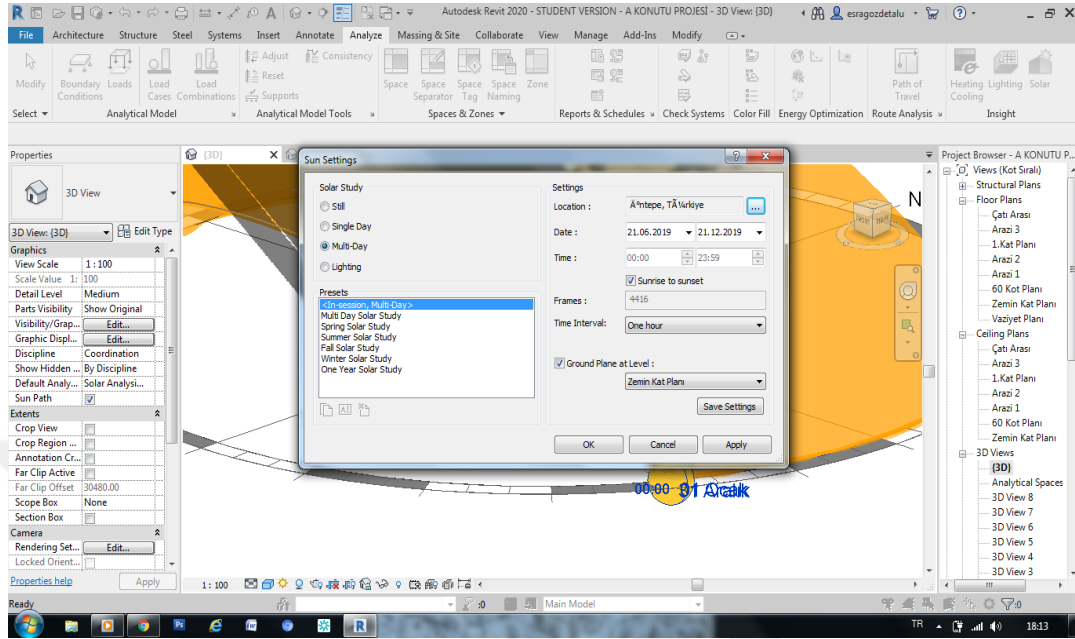 Autodesk Revit 2020 - STUDENT VERSION - A KONUTU PROJESİ - 3D View: {3D}
esragozdetalu
File Architecture Structure Steel Systems Insert Annotate Analyze Massing & Site Collaborate View Manage Add-Ins Modify
Adjust Consistency
Reset
Supports
Modify Boundary Conditions Loads Load Cases Load Combinations Space Space Separator Space Tag Space Naming Zone Path of Travel Heating Cooling Lighting Solar
Select Analytical Model Analytical Model Tools Spaces & Zones Reports & Schedules Check Systems Color Fill Energy Optimization Route Analysis Insight
Properties
3D View
3D View: {3D} Edit Type
Graphics
View Scale 1 : 100
Scale Value 1: 100
Detail Level Medium
Parts Visibility Show Original
Visibility/Grap... Edit...
Graphic Displ... Edit...
Discipline Coordination
Show Hidden ... By Discipline
Default Analy... Solar Analysi...
Sun Path
Extents
Crop View
Crop Region ...
Annotation Cr...
Far Clip Active
Far Clip Offset 30480.00
Scope Box None
Section Box
Camera
Rendering Set... Edit...
Locked Orient...
Properties help Apply
{3D}
Sun Settings
Solar Study
Still
Single Day
Multi-Day
Lighting
Presets
<In-session, Multi-Day>
Multi Day Solar Study
Spring Solar Study
Summer Solar Study
Fall Solar Study
Winter Solar Study
One Year Solar Study
Settings
Location : Ä°ntepe, TÃ¼rkiye ...
Date : 21.06.2019 21.12.2019
Time : 00:00 23:59
Sunrise to sunset
Frames : 4416
Time Interval: One hour
Ground Plane at Level :
Zemin Kat Planı
Save Settings
OK Cancel Apply
N
00:00 31 Aralık
1 : 100
Project Browser - A KONUTU P...
Views (Kot Sıralı)
Structural Plans
Floor Plans
Çatı Arası
Arazi 3
1.Kat Planı
Arazi 2
Arazi 1
60 Kot Planı
Zemin Kat Planı
Vaziyet Planı
Ceiling Plans
Çatı Arası
Arazi 3
1.Kat Planı
Arazi 2
Arazi 1
60 Kot Planı
Zemin Kat Planı
3D Views
{3D}
Analytical Spaces
3D View 8
3D View 7
3D View 6
3D View 5
3D View 4
3D View 3
Ready :0 Main Model :0
TR 18:13